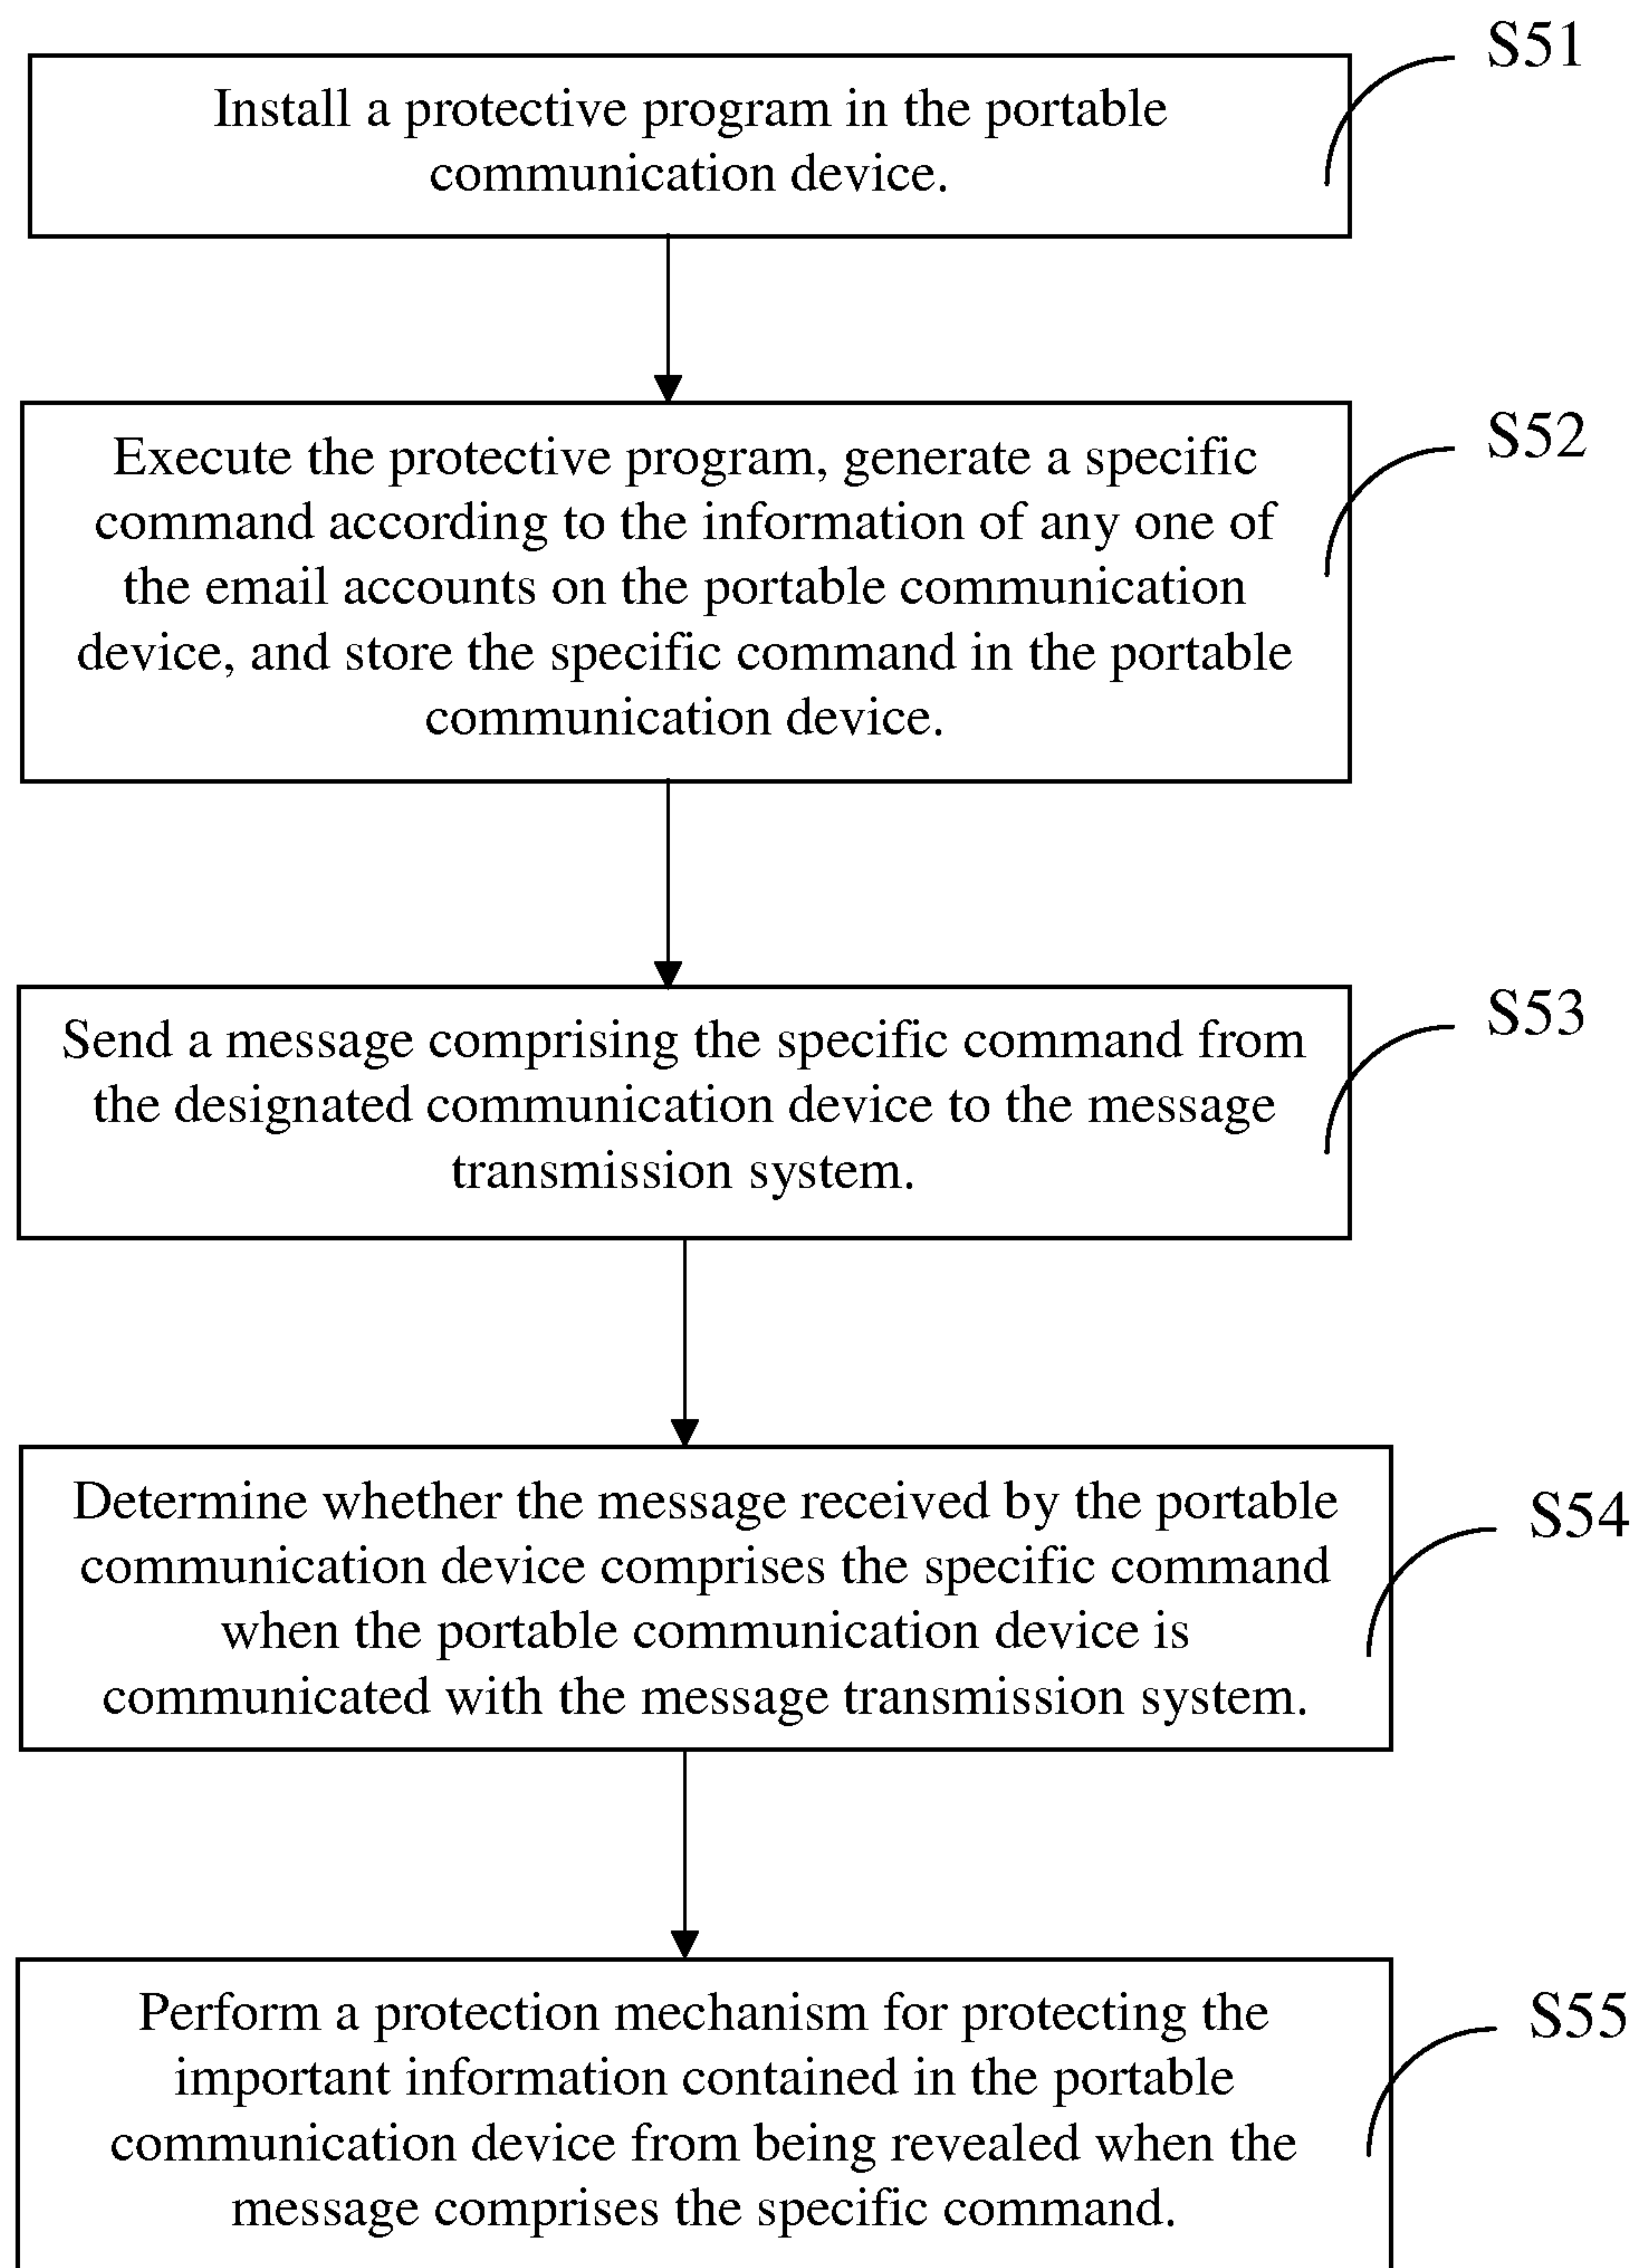 S51
Install a protective program in the portable
communication device.
S52
Execute the protective program, generate a specific
command according to the information of any one of
the email accounts on the portable communication
device, and store the specific command in the portable
communication device.
S53
Send a message comprising the specific command from
the designated communication device to the message
transmission system.
S54
Determine whether the message received by the portable
communication device comprises the specific command
when the portable communication device is
communicated with the message transmission system.
S55
Perform a protection mechanism for protecting the
important information contained in the portable
communication device from being revealed when the
message comprises the specific command.